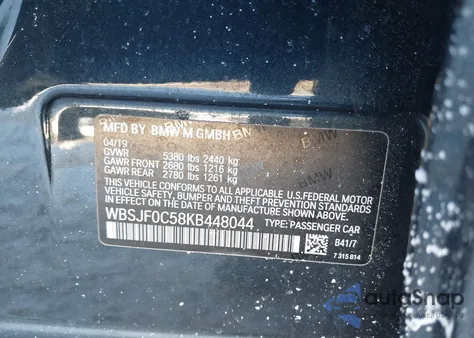 MFD BY BMW M GMBH
04/19
GVWR 5380 lbs 2440 kg
GAWR FRONT 2680 lbs 1216 kg
GAWR REAR 2780 lbs 1261 kg
THIS VEHICLE CONFORMS TO ALL APPLICABLE U.S. FEDERAL MOTOR
VEHICLE SAFETY, BUMPER AND THEFT PREVENTION STANDARDS IN
EFFECT ON THE DATE OF MANUFACTURE SHOWN ABOVE.
WBSJF0C58KB448044 TYPE: PASSENGER CAR
B41/7
7 315 814
autoSnap